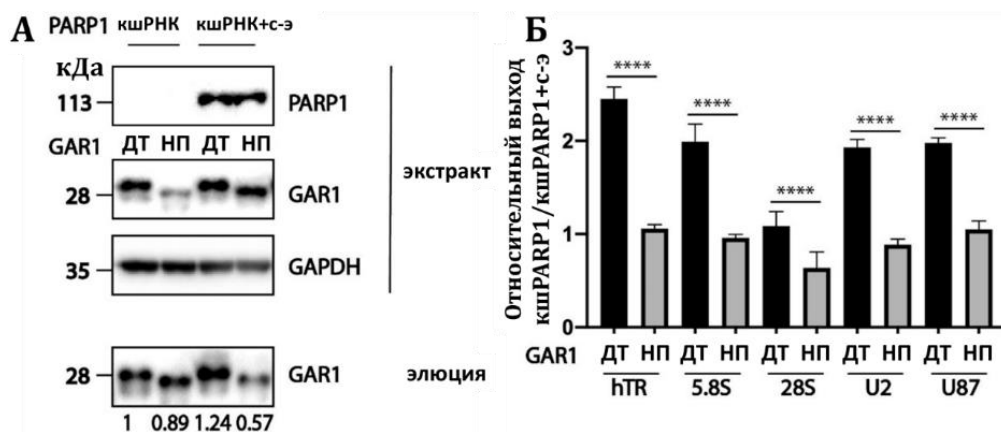 А
PARP1 кшРНК кшРНК+с-э
кДа
113 PARP1
GAR1 ДТ НП ДТ НП
28 GAR1
экстракт
35 GAPDH
28 GAR1 элюция
1 0.89 1.24 0.57
Б
Относительный выход
кшPARP1/кшPARP1+с-э
3
2
1
0
**** **** **** **** ****
GAR1 ДТ НП ДТ НП ДТ НП ДТ НП ДТ НП
hTR 5.8S 28S U2 U87